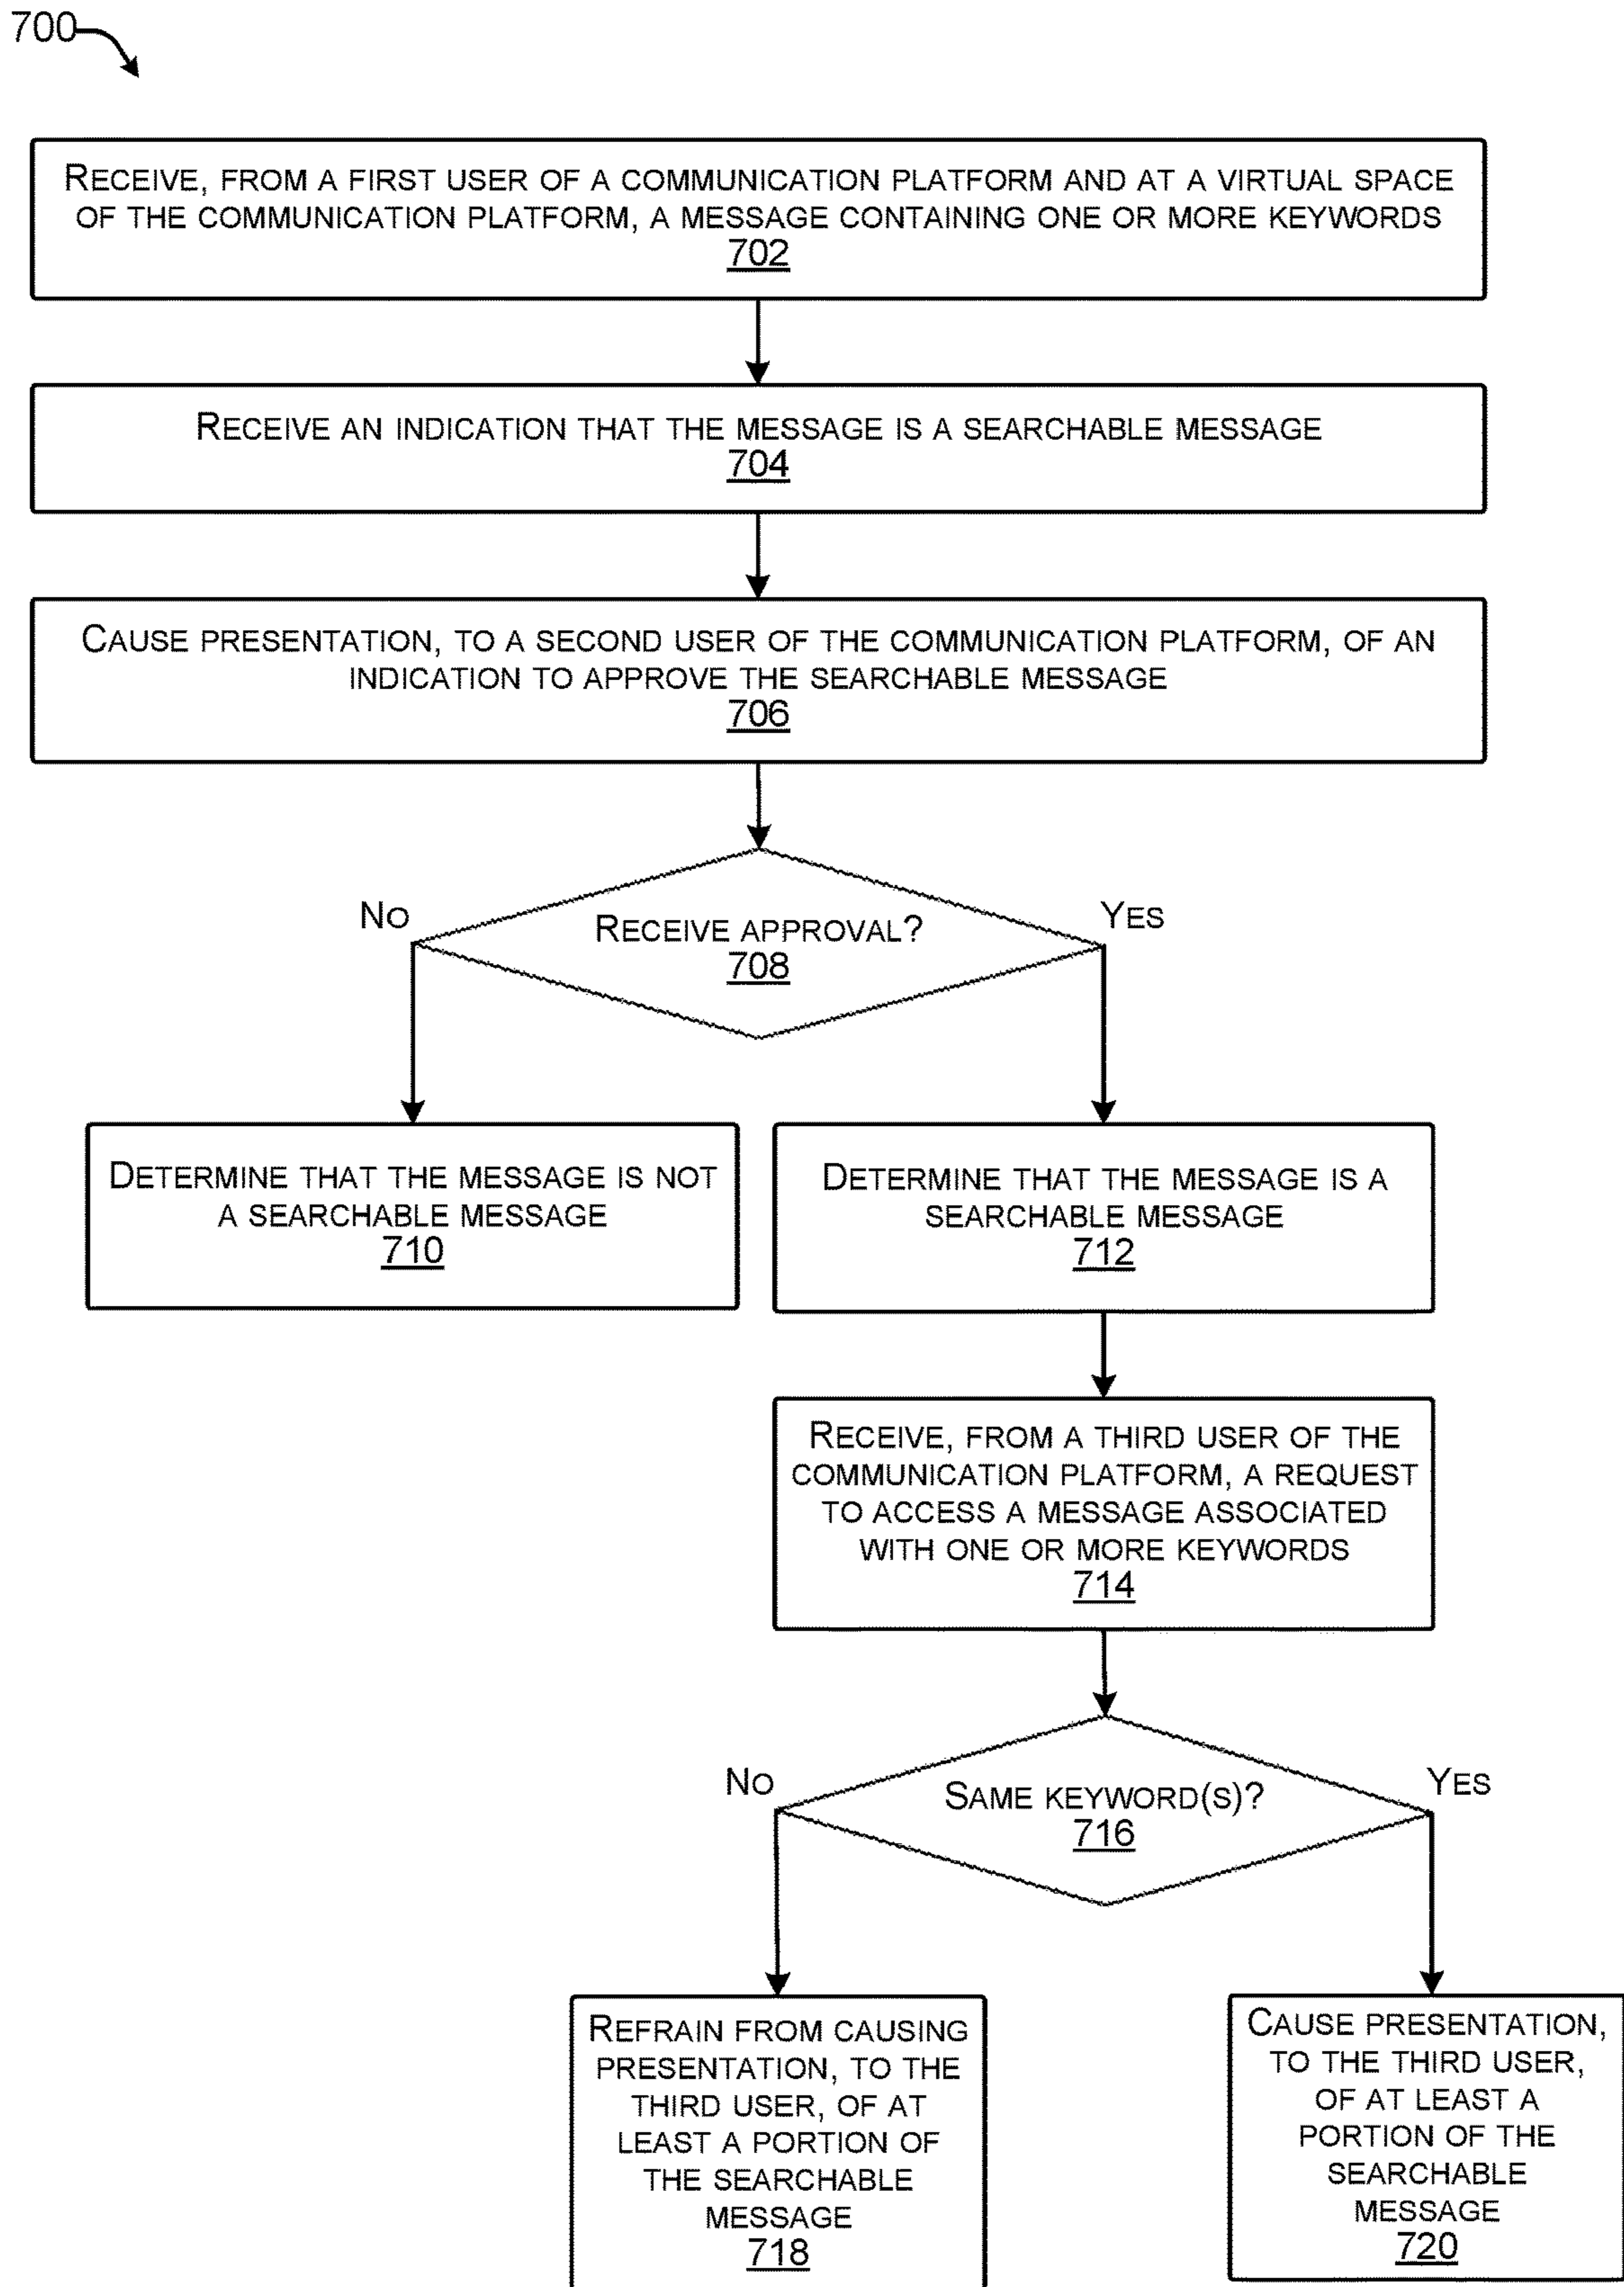 700
RECEIVE, FROM A FIRST USER OF A COMMUNICATION PLATFORM AND AT A VIRTUAL SPACE
OF THE COMMUNICATION PLATFORM, A MESSAGE CONTAINING ONE OR MORE KEYWORDS
702
RECEIVE AN INDICATION THAT THE MESSAGE IS A SEARCHABLE MESSAGE
704
CAUSE PRESENTATION, TO A SECOND USER OF THE COMMUNICATION PLATFORM, OF AN
INDICATION TO APPROVE THE SEARCHABLE MESSAGE
706
NO
RECEIVE APPROVAL?
YES
708
DETERMINE THAT THE MESSAGE IS NOT
A SEARCHABLE MESSAGE
710
DETERMINE THAT THE MESSAGE IS A
SEARCHABLE MESSAGE
712
RECEIVE, FROM A THIRD USER OF THE
COMMUNICATION PLATFORM, A REQUEST
TO ACCESS A MESSAGE ASSOCIATED
WITH ONE OR MORE KEYWORDS
714
NO
SAME KEYWORD(S)?
YES
716
REFRAIN FROM CAUSING
PRESENTATION, TO THE
THIRD USER, OF AT
LEAST A PORTION OF
THE SEARCHABLE
MESSAGE
718
CAUSE PRESENTATION,
TO THE THIRD USER,
OF AT LEAST A
PORTION OF THE
SEARCHABLE
MESSAGE
720